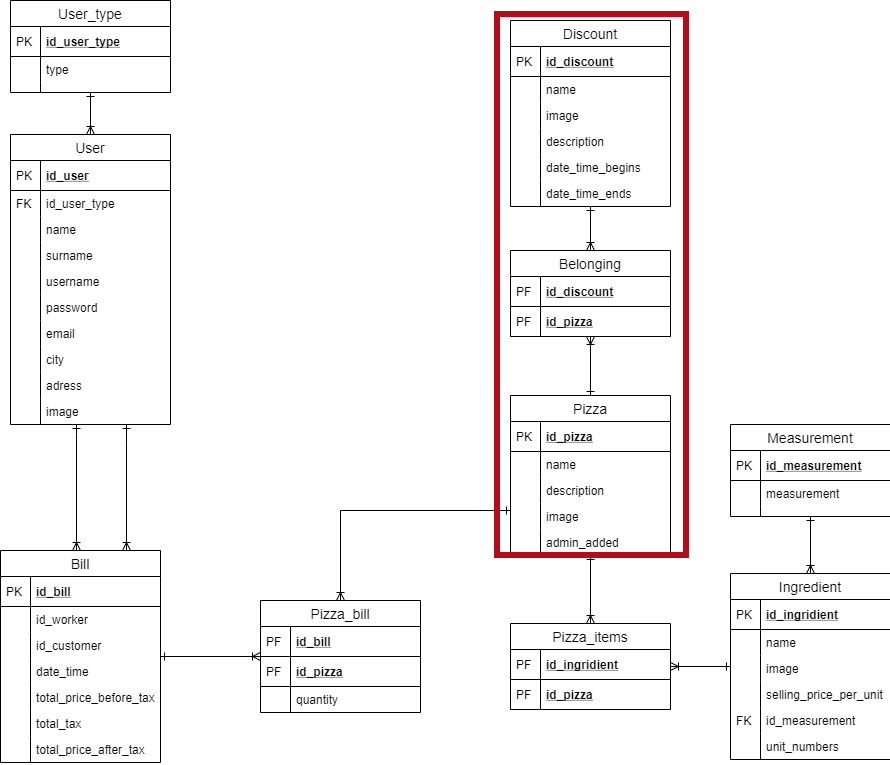 User_type
PK id_user_type
type
User
PK id_user
FK id_user_type
name
surname
username
password
email
city
adress
image
Discount
PK id_discount
name
image
description
date_time_begins
date_time_ends
Belonging
PF id_discount
PF id_pizza
Pizza
PK id_pizza
name
description
image
admin_added
Measurement
PK id_measurement
measurement
Bill
PK id_bill
id_worker
id_customer
date_time
total_price_before_tax
total_tax
total_price_after_tax
Pizza_bill
PF id_bill
PF id_pizza
quantity
Pizza_items
PF id_ingridient
PF id_pizza
Ingredient
PK id_ingridient
name
image
selling_price_per_unit
FK id_measurement
unit_numbers